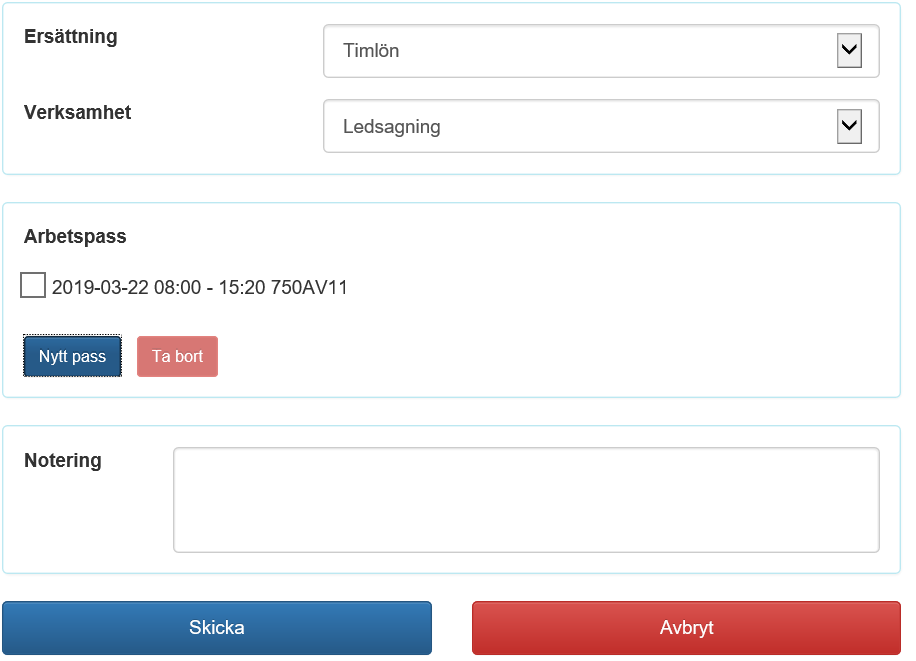 Ersättning
Timlön
Verksamhet
Ledsagning
Arbetspass
2019-03-22 08:00 - 15:20 750AV11
Nytt pass
Ta bort
Notering
Skicka
Avbryt